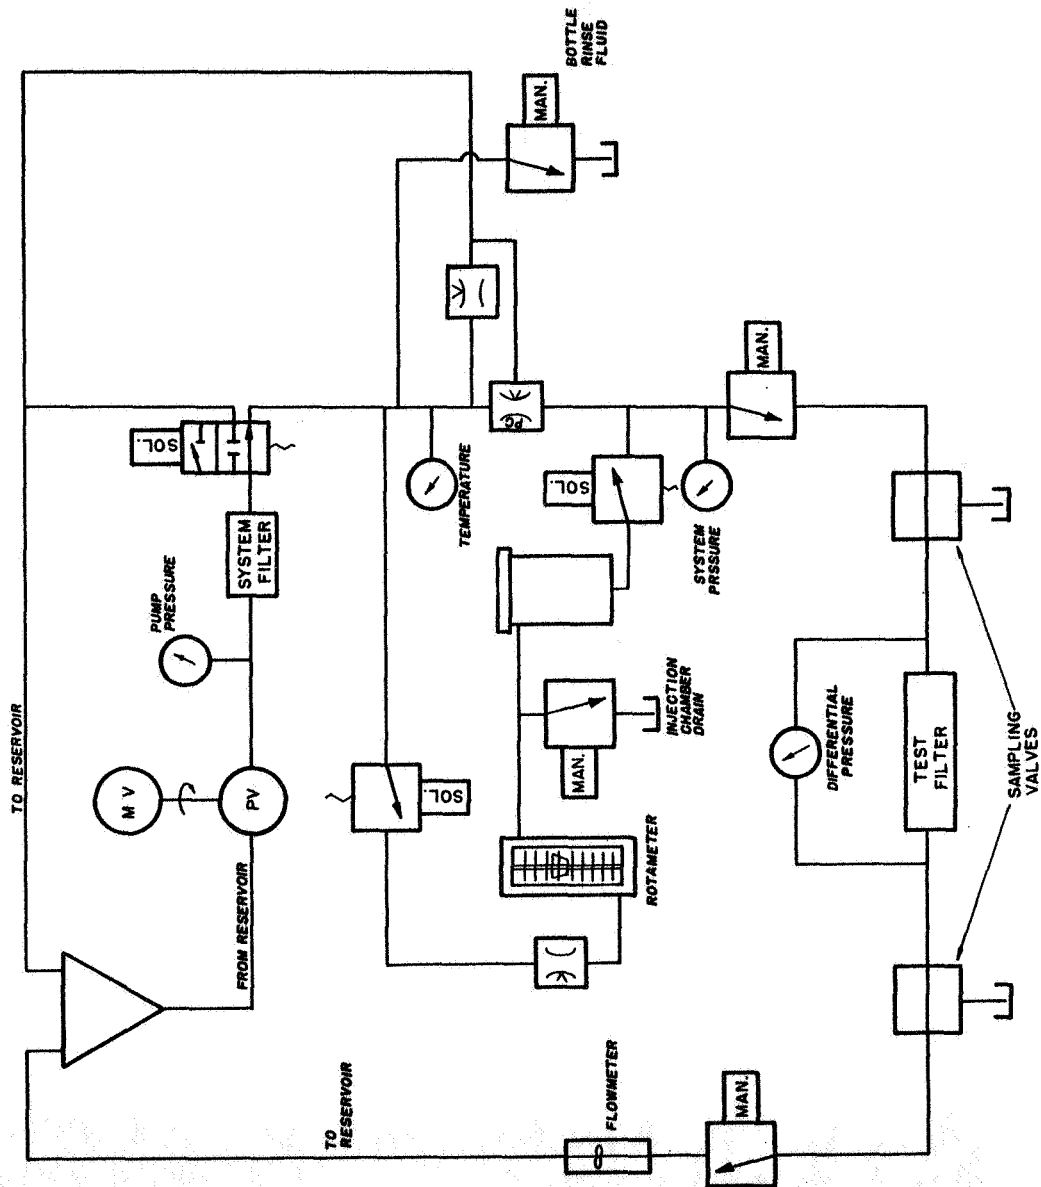 BOTTLE
RINSE
FLUID
MAN.
SOL.
PC
MAN.
SYSTEM
FILTER
TEMPERATURE
SOL.
PUMP
PRESSURE
SYSTEM
PRSSURE
TO RESERVOIR
M V
PV
INJECTION
CHAMBER
DRAIN
MAN.
SOL.
DIFFERENTIAL
PRESSURE
TEST
FILTER
SAMPLING
VALVES
ROTAMETER
FROM RESERVOIR
TO
RESERVOIR
FLOWMETER
MAN.